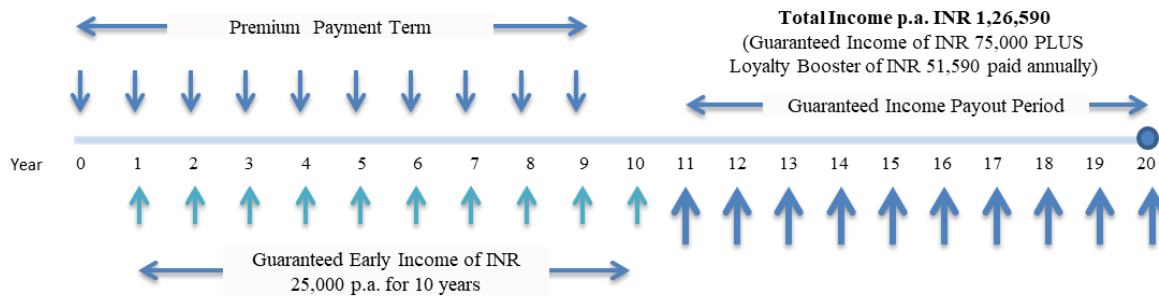 Premium Payment Term
Total Income p.a. INR 1,26,590
(Guaranteed Income of INR 75,000 PLUS
Loyalty Booster of INR 51,590 paid annually)
Guaranteed Income Payout Period
Year 0 1 2 3 4 5 6 7 8 9 10 11 12 13 14 15 16 17 18 19 20
Guaranteed Early Income of INR
25,000 p.a. for 10 years